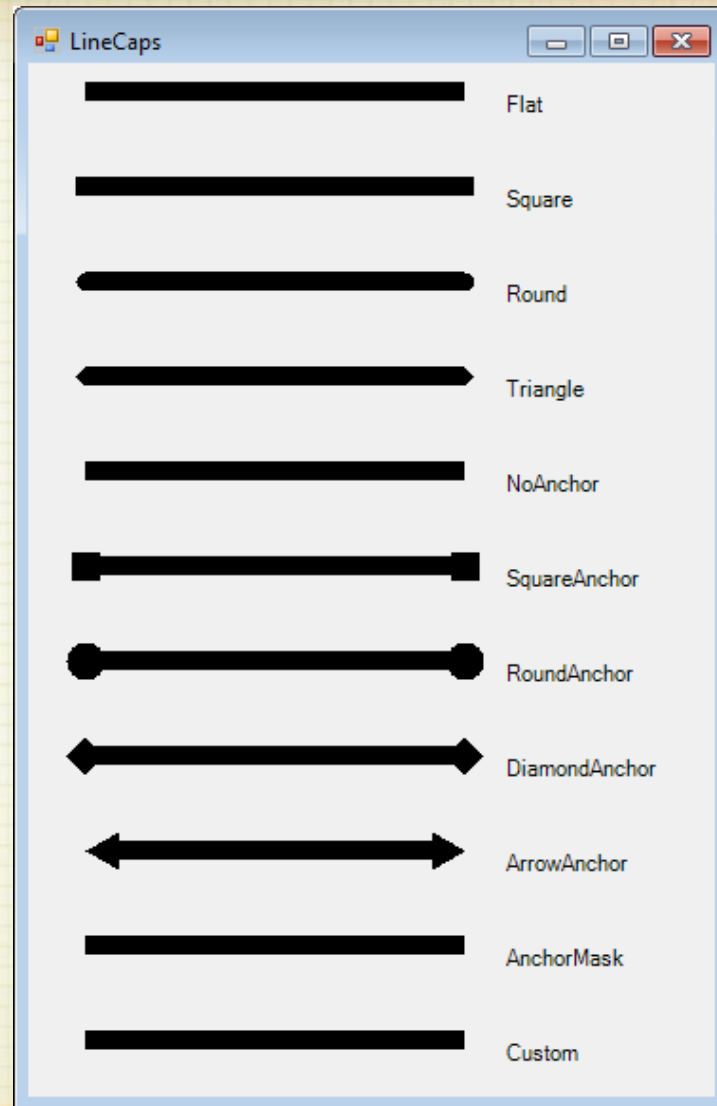 LineCaps
Flat
Square
Round
Triangle
NoAnchor
SquareAnchor
RoundAnchor
DiamondAnchor
ArrowAnchor
AnchorMask
Custom